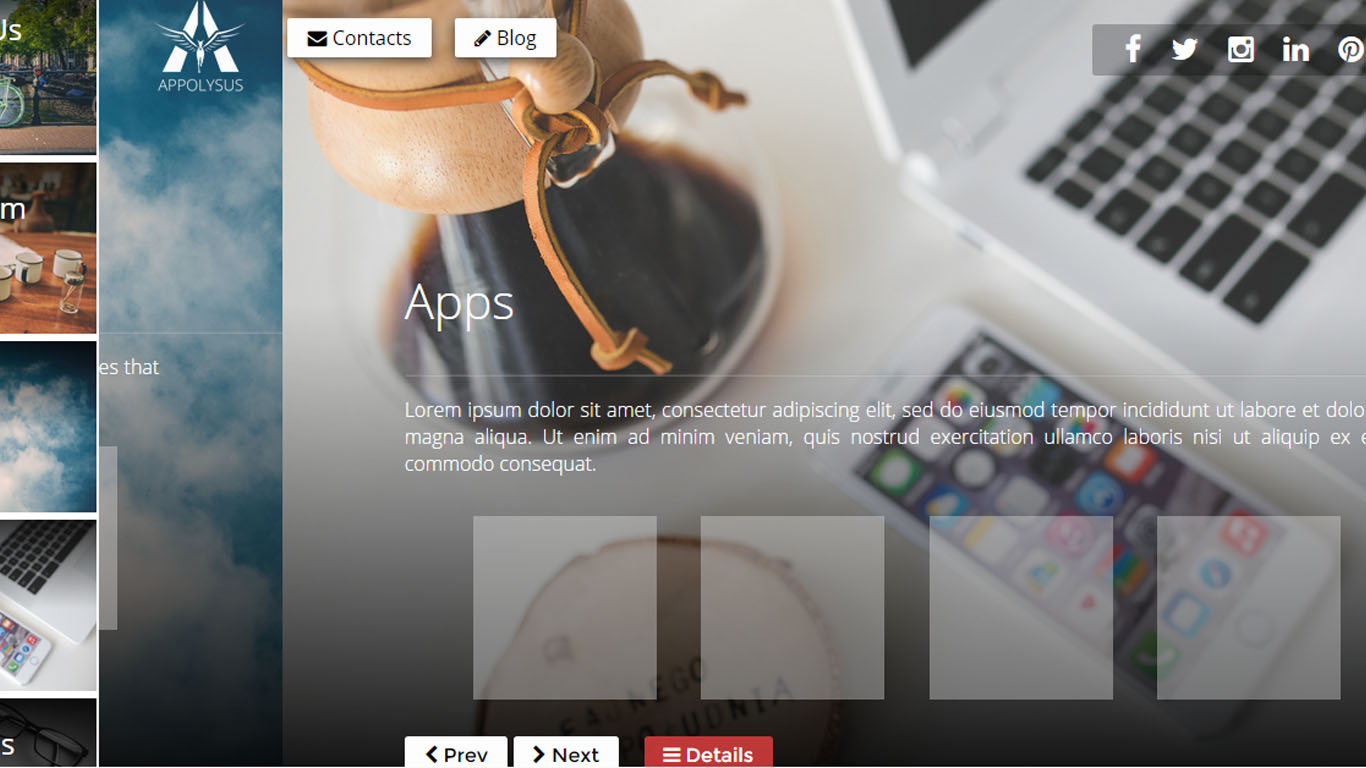 Us
APPOLYSUS
Contacts
Blog
m
Apps
es that
Lorem ipsum dolor sit amet, consectetur adipiscing elit, sed do eiusmod tempor incididunt ut labore et dolo
magna aliqua. Ut enim ad minim veniam, quis nostrud exercitation ullamco laboris nisi ut aliquip ex e
commodo consequat.
s
Prev
Next
Details